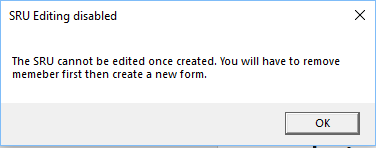 SRU Editing disabled
The SRU cannot be edited once created. You will have to remove
memeber first then create a new form.
OK